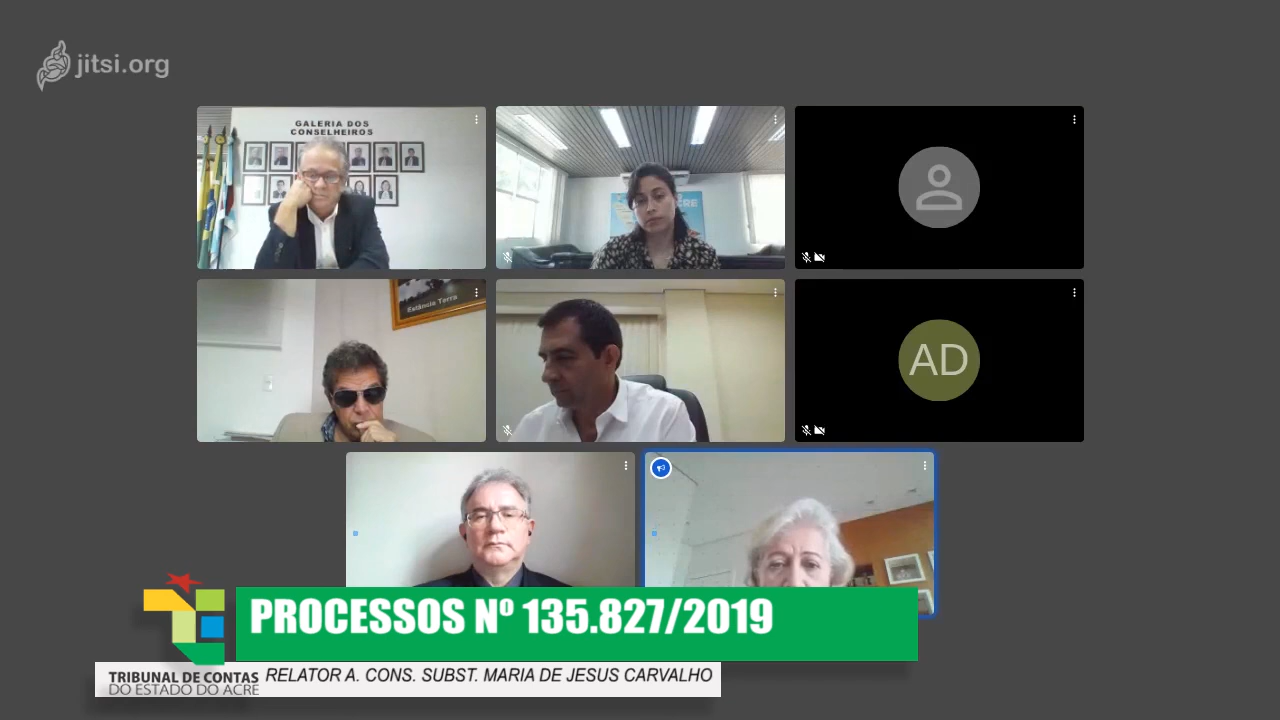 jitsi.org
GALERIA DOS
CONSELHEIROS
CRE
Estância Terra
AD
PROCESSOS Nº 135.827/2019
TRIBUNAL DE CONTAS
DO ESTADO DO ACRE
RELATOR A. CONS. SUBST. MARIA DE JESUS CARVALHO